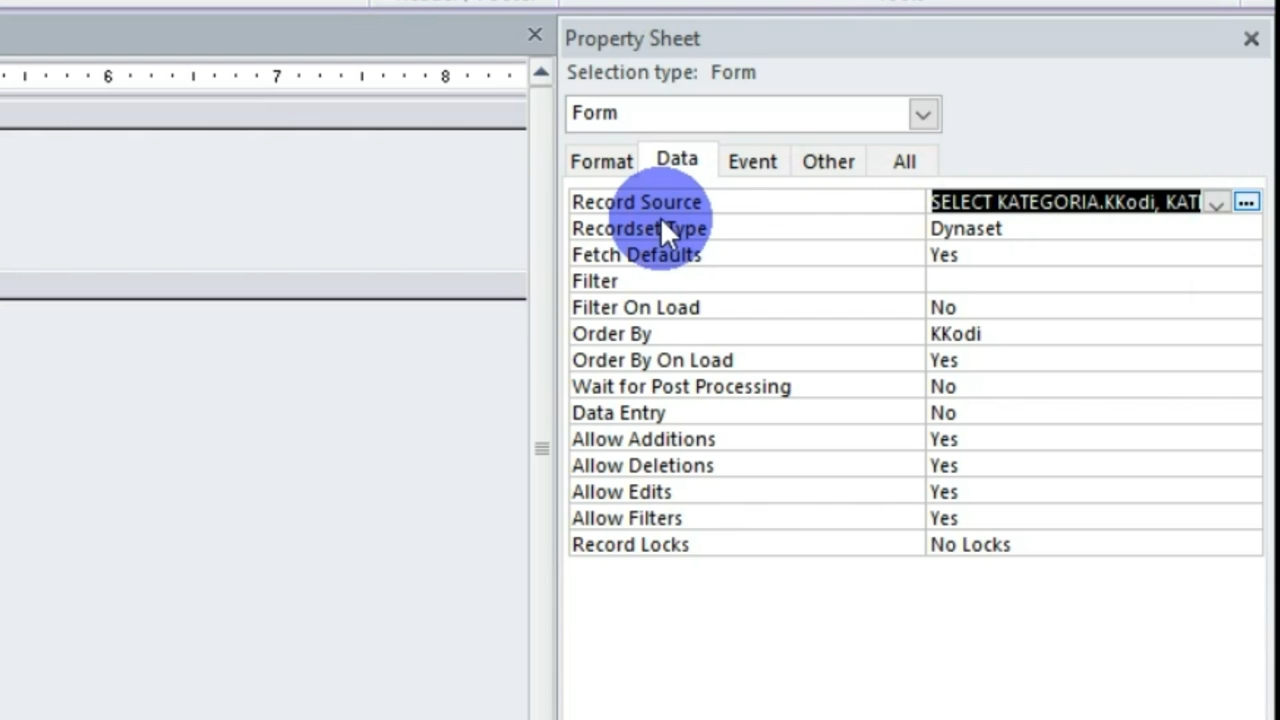 Property Sheet
Selection type: Form
Form
Format Data Event Other All
Record Source SELECT KATEGORIA.KKodi, KATI
Recordset Type Dynaset
Fetch Defaults Yes
Filter
Filter On Load No
Order By KKodi
Order By On Load Yes
Wait for Post Processing No
Data Entry No
Allow Additions Yes
Allow Deletions Yes
Allow Edits Yes
Allow Filters Yes
Record Locks No Locks
6 7 8